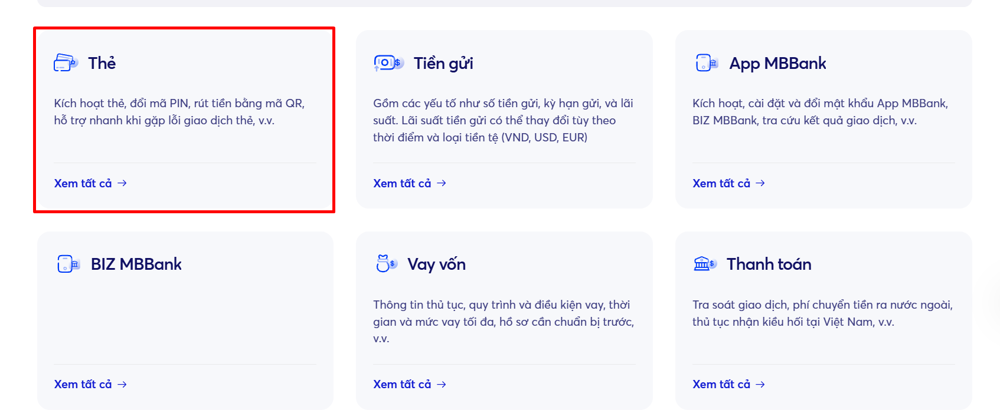 Thẻ
Kích hoạt thẻ, đổi mã PIN, rút tiền bằng mã QR,
hỗ trợ nhanh khi gặp lỗi giao dịch thẻ, v.v.
Xem tất cả →
Tiền gửi
Gồm các yếu tố như số tiền gửi, kỳ hạn gửi, và lãi
suất. Lãi suất tiền gửi có thể thay đổi tùy theo
thời điểm và loại tiền tệ (VND, USD, EUR)
Xem tất cả →
App MBBank
Kích hoạt, cài đặt và đổi mật khẩu App MBBank,
BIZ MBBank, tra cứu kết quả giao dịch, v.v.
Xem tất cả →
BIZ MBBank
Xem tất cả →
Vay vốn
Thông tin thủ tục, quy trình và điều kiện vay, thời
gian và mức vay tối đa, hồ sơ cần chuẩn bị trước,
v.v.
Xem tất cả →
Thanh toán
Tra soát giao dịch, phí chuyển tiền ra nước ngoài,
thủ tục nhận kiều hối tại Việt Nam, v.v.
Xem tất cả →